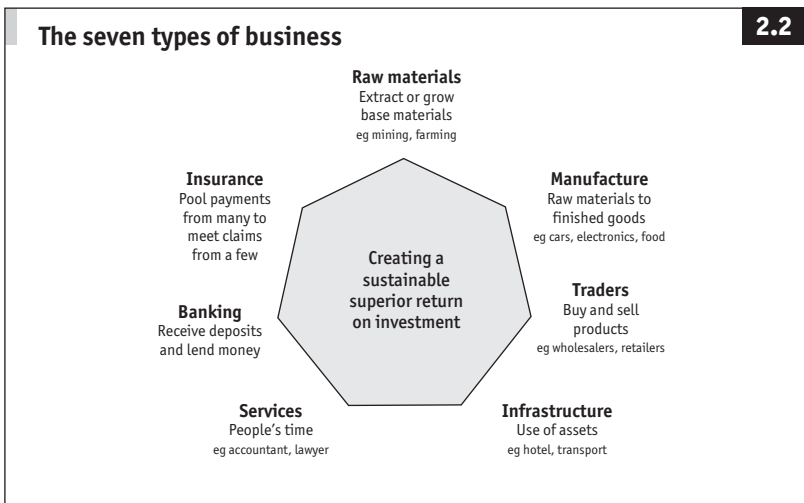 The seven types of business
2.2
Raw materials
Extract or grow
base materials
eg mining, farming
Insurance
Pool payments
from many to
meet claims
from a few
Manufacture
Raw materials to
finished goods
eg cars, electronics, food
Creating a
sustainable
superior return
on investment
Traders
Buy and sell
products
eg wholesalers, retailers
Banking
Receive deposits
and lend money
Services
People’s time
eg accountant, lawyer
Infrastructure
Use of assets
eg hotel, transport